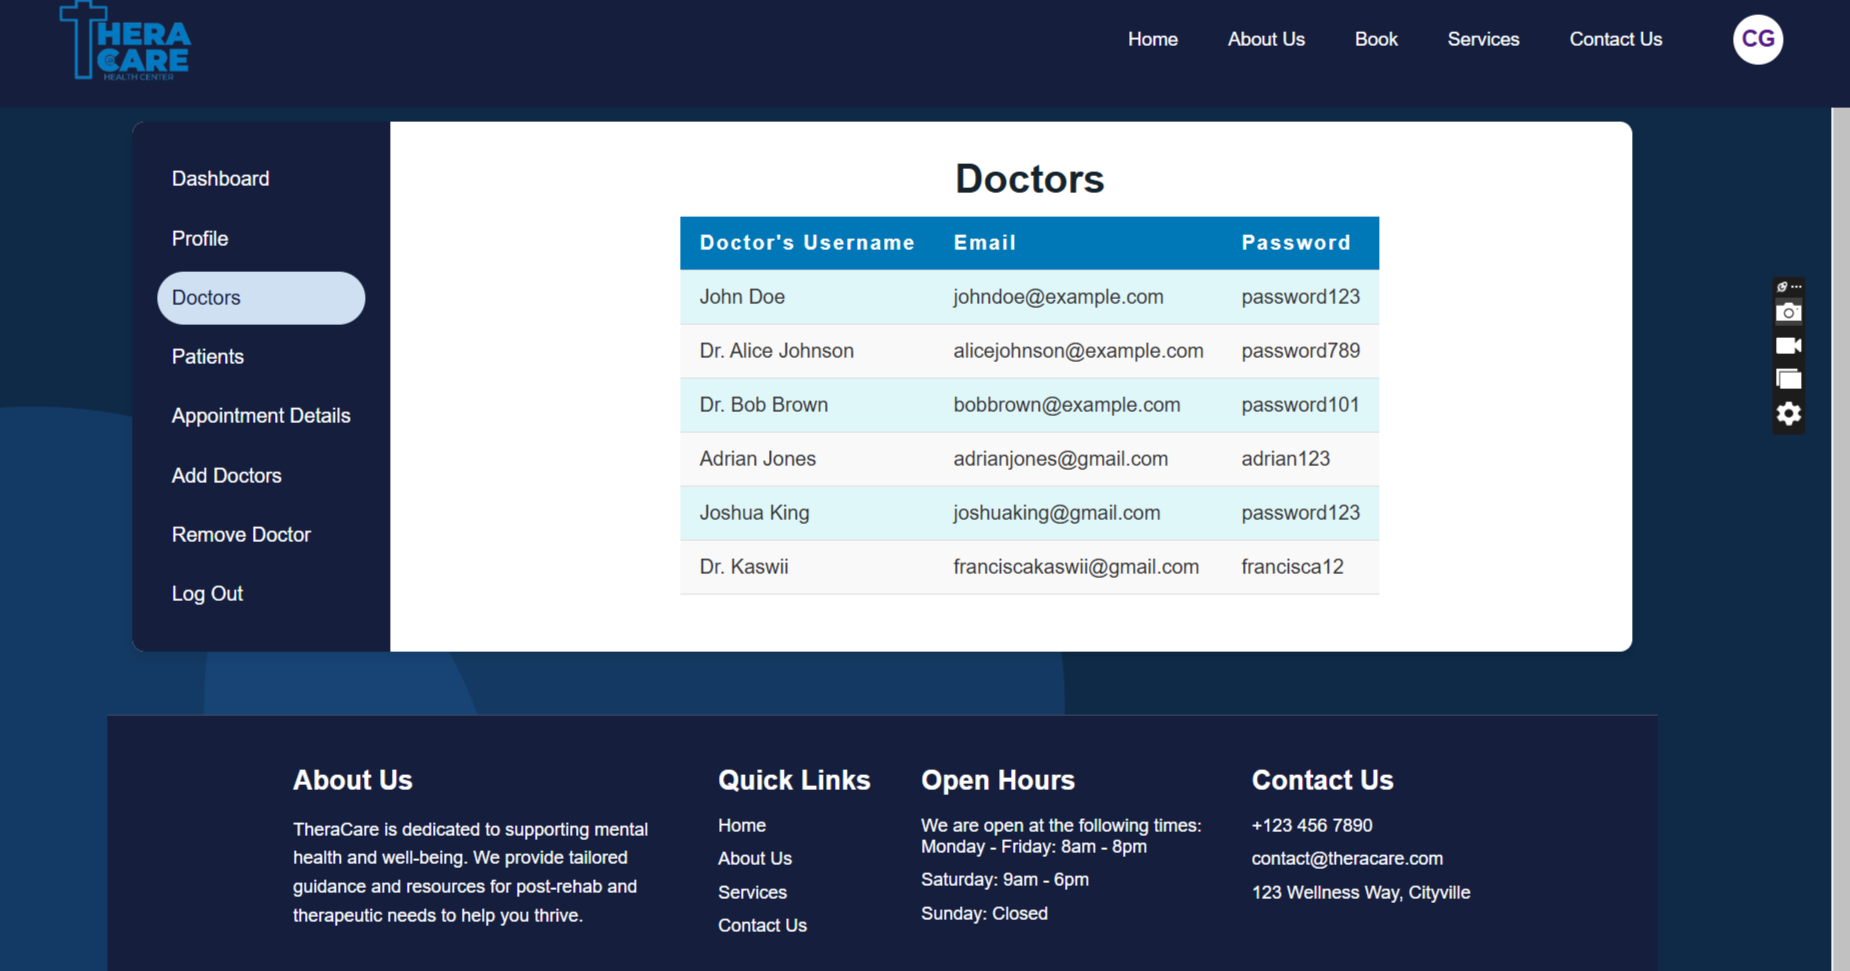 THERA
CARE
HEALTH CENTER
Home About Us Book Services Contact Us CG
Dashboard
Profile
Doctors
Patients
Appointment Details
Add Doctors
Remove Doctor
Log Out
Doctors
Doctor's Username Email Password
John Doe johndoe@example.com password123
Dr. Alice Johnson alicejohnson@example.com password789
Dr. Bob Brown bobbrown@example.com password101
Adrian Jones adrianjones@gmail.com adrian123
Joshua King joshuaking@gmail.com password123
Dr. Kaswii franciscakaswii@gmail.com francisca12
About Us
TheraCare is dedicated to supporting mental
health and well-being. We provide tailored
guidance and resources for post-rehab and
therapeutic needs to help you thrive.
Quick Links
Home
About Us
Services
Contact Us
Open Hours
We are open at the following times:
Monday - Friday: 8am - 8pm
Saturday: 9am - 6pm
Sunday: Closed
Contact Us
+123 456 7890
contact@theracare.com
123 Wellness Way, Cityville